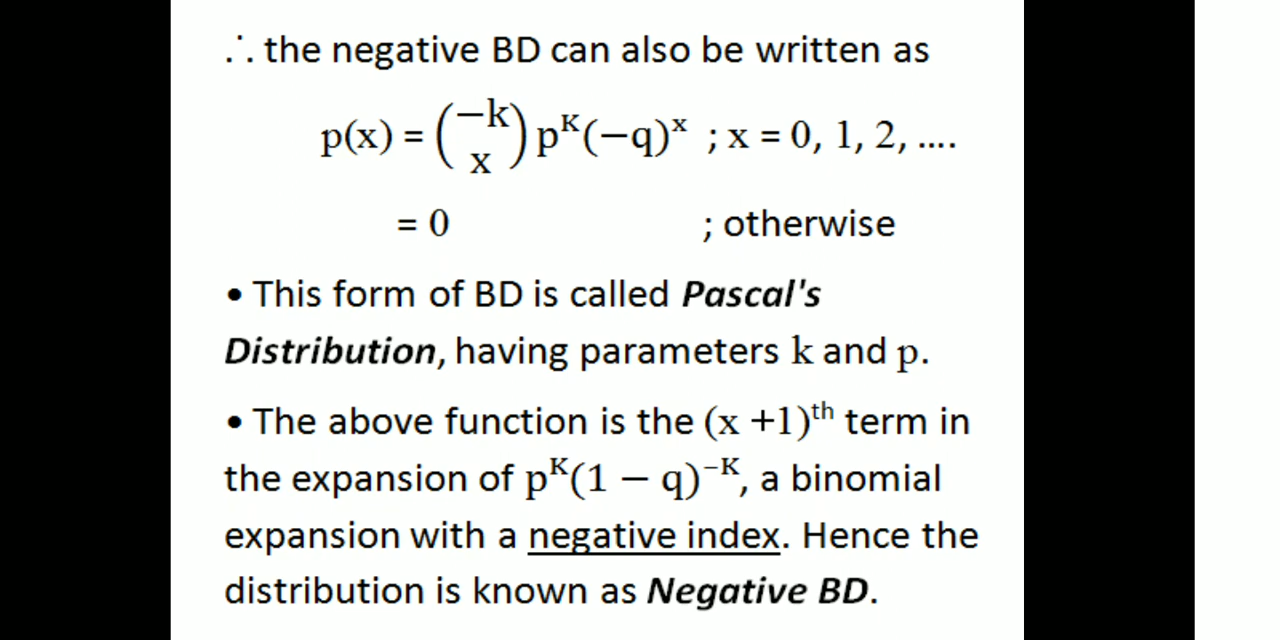 ∴ the negative BD can also be written as
p(x) = (−k x) pᴷ(−q)ˣ ; x = 0, 1, 2, ....
= 0 ; otherwise
• This form of BD is called Pascal's
Distribution, having parameters k and p.
• The above function is the (x +1)ᵗʰ term in
the expansion of pᴷ(1 − q)⁻ᴷ, a binomial
expansion with a negative index. Hence the
distribution is known as Negative BD.